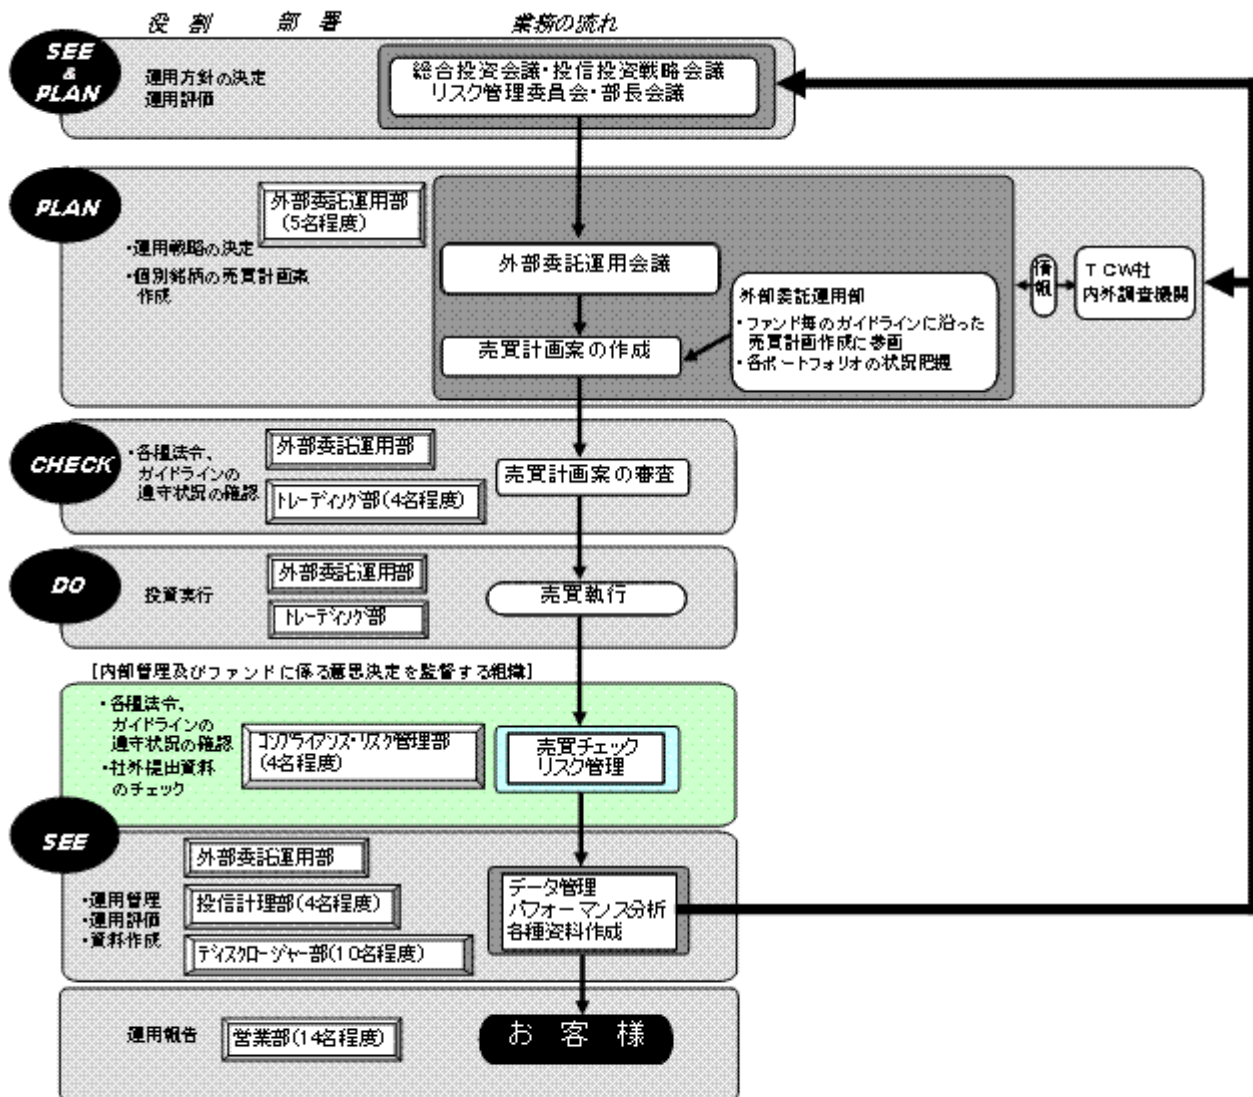 役 割 部 署 業務の流れ
SEE
&
PLAN
運用方針の決定
運用評価
総合投資会議・投信投資戦略会議
リスク管理委員会・部長会議
PLAN
外部委託運用部
(5名程度)
・運用戦略の決定
・個別銘柄の売買計画案
作成
外部委託運用会議
売買計画案の作成
外部委託運用部
・ファンド毎のガイドラインに沿った
売買計画作成に参画
・各ポートフォリオの状況把握
情報
TCW社
内外調査機関
CHECK
・各種法令、
ガイドラインの
遵守状況の確認
外部委託運用部
トレーディング部(4名程度)
売買計画案の審査
DO
投資実行
外部委託運用部
トレーディング部
売買執行
[内部管理及びファンドに係る意思決定を監督する組織]
・各種法令、
ガイドラインの
遵守状況の確認
・社外提出資料
のチェック
コンプライアンス・リスク管理部
(4名程度)
売買チェック
リスク管理
SEE
・運用管理
・運用評価
・資料作成
外部委託運用部
投信計理部(4名程度)
ディスクロージャー部(10名程度)
データ管理
パフォーマンス分析
各種資料作成
運用報告
営業部(14名程度)
お 客 様